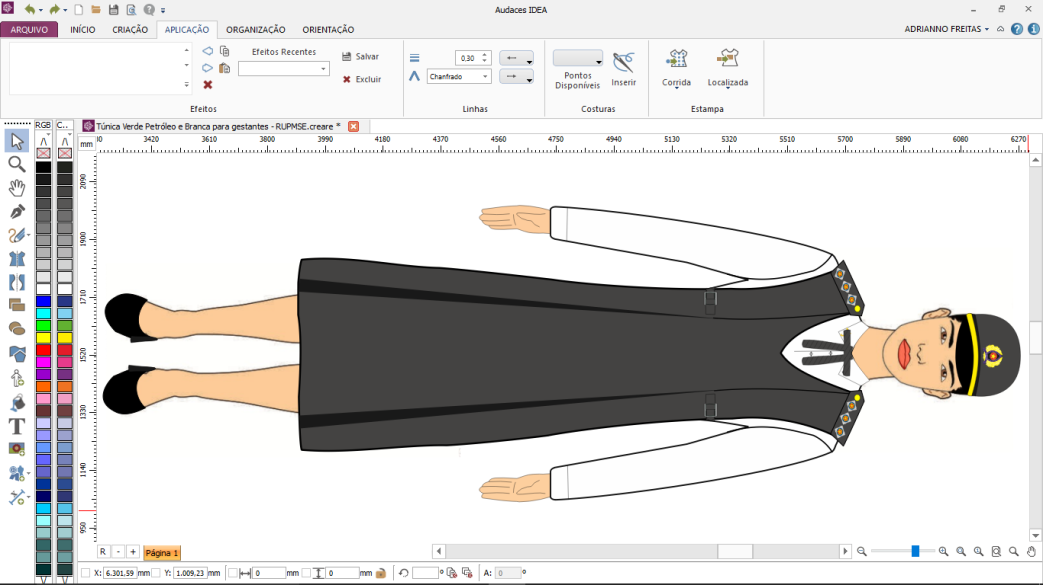 Audaces IDEA
ARQUIVO INÍCIO CRIAÇÃO APLICAÇÃO ORGANIZAÇÃO ORIENTAÇÃO ADRIANNO FREITAS
Efeitos Recentes
Salvar
Excluir
Efeitos
0,30
Chanfrado
Linhas
Pontos
Disponíveis
Inserir
Costuras
Corrida
Localizada
Estampa
RGB C...
Túnica Verde Petróleo e Branca para gestantes - RUPMSE.creare *
mm 3420 3610 3800 3990 4180 4370 4560 4750 4940 5130 5320 5510 5700 5890 6080 6270
2090
1900
1710
1520
1330
1140
950
R - + Página 1
X: 6.301,59 mm Y: 1.009,23 mm 0 mm 0 mm º A: 0 º